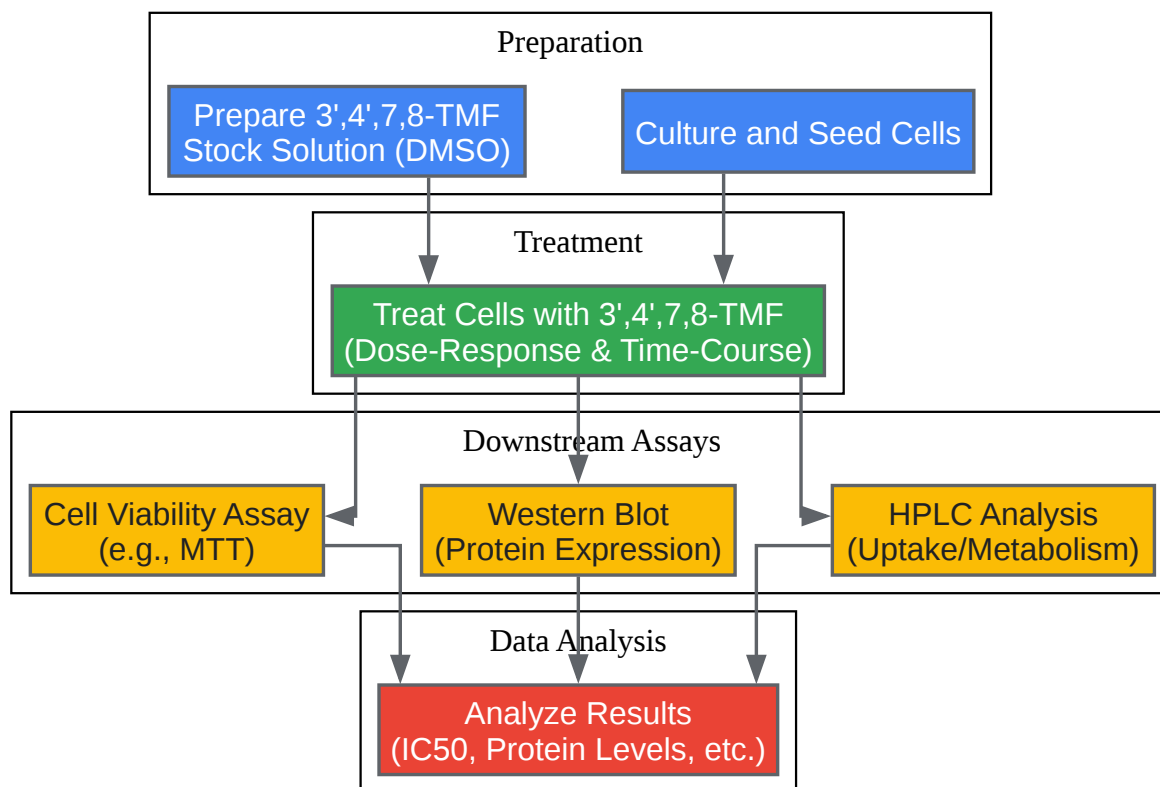 Preparation
Prepare 3',4',7,8-TMF
Stock Solution (DMSO)
Culture and Seed Cells
Treatment
Treat Cells with 3',4',7,8-TMF
(Dose-Response & Time-Course)
Downstream Assays
Cell Viability Assay
(e.g., MTT)
Western Blot
(Protein Expression)
HPLC Analysis
(Uptake/Metabolism)
Data Analysis
Analyze Results
(IC50, Protein Levels, etc.)